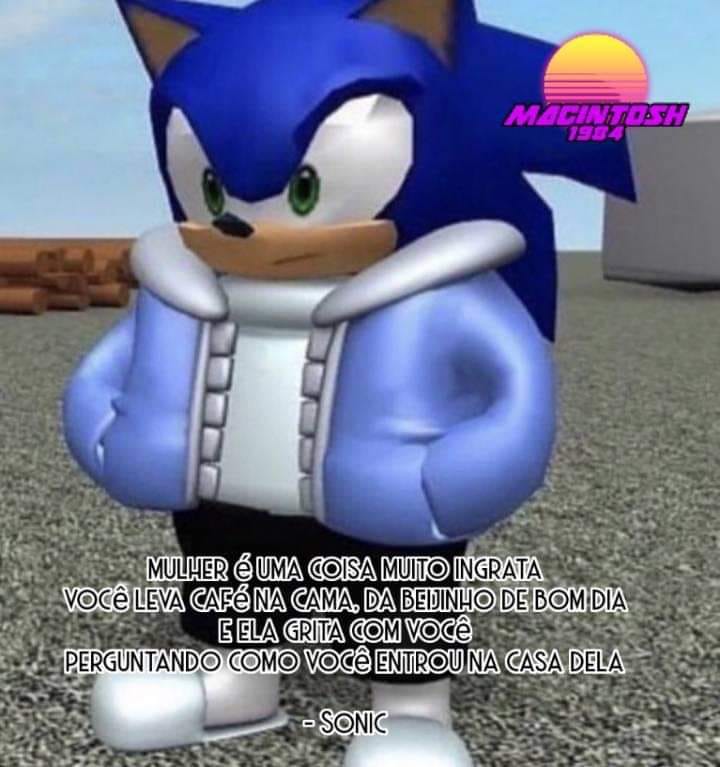 MACINTOSH
1984
MULHER é UMA COISA MUITO INGRATA
VOCê LEVA CAFé NA CAMA, DA BEIJINHO DE BOM DIA
E ELA GRITA COM VOCê
PERGUNTANDO COMO VOCê ENTROU NA CASA DELA
- SONIC